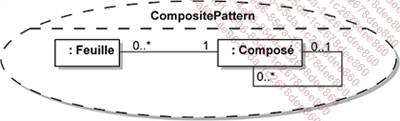 CompositePattern
: Feuille
0..*
1
: Composé
0..1
0..*